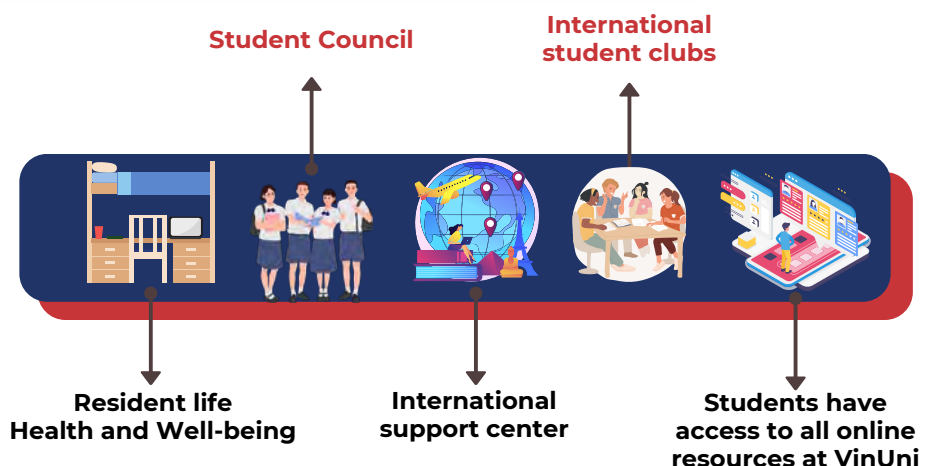 Student Council
International
student clubs
Resident life
Health and Well-being
International
support center
Students have
access to all online
resources at VinUni